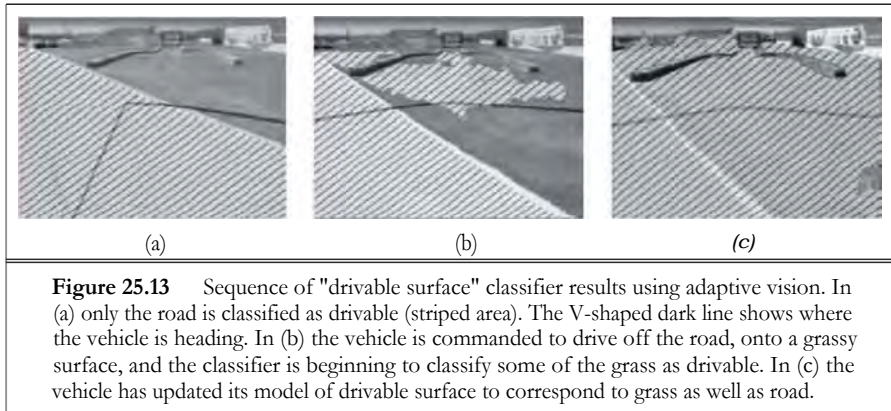 (a) (b) (c)
Figure 25.13 Sequence of "drivable surface" classifier results using adaptive vision. In
(a) only the road is classified as drivable (striped area). The V-shaped dark line shows where
the vehicle is heading. In (b) the vehicle is commanded to drive off the road, onto a grassy
surface, and the classifier is beginning to classify some of the grass as drivable. In (c) the
vehicle has updated its model of drivable surface to correspond to grass as well as road.